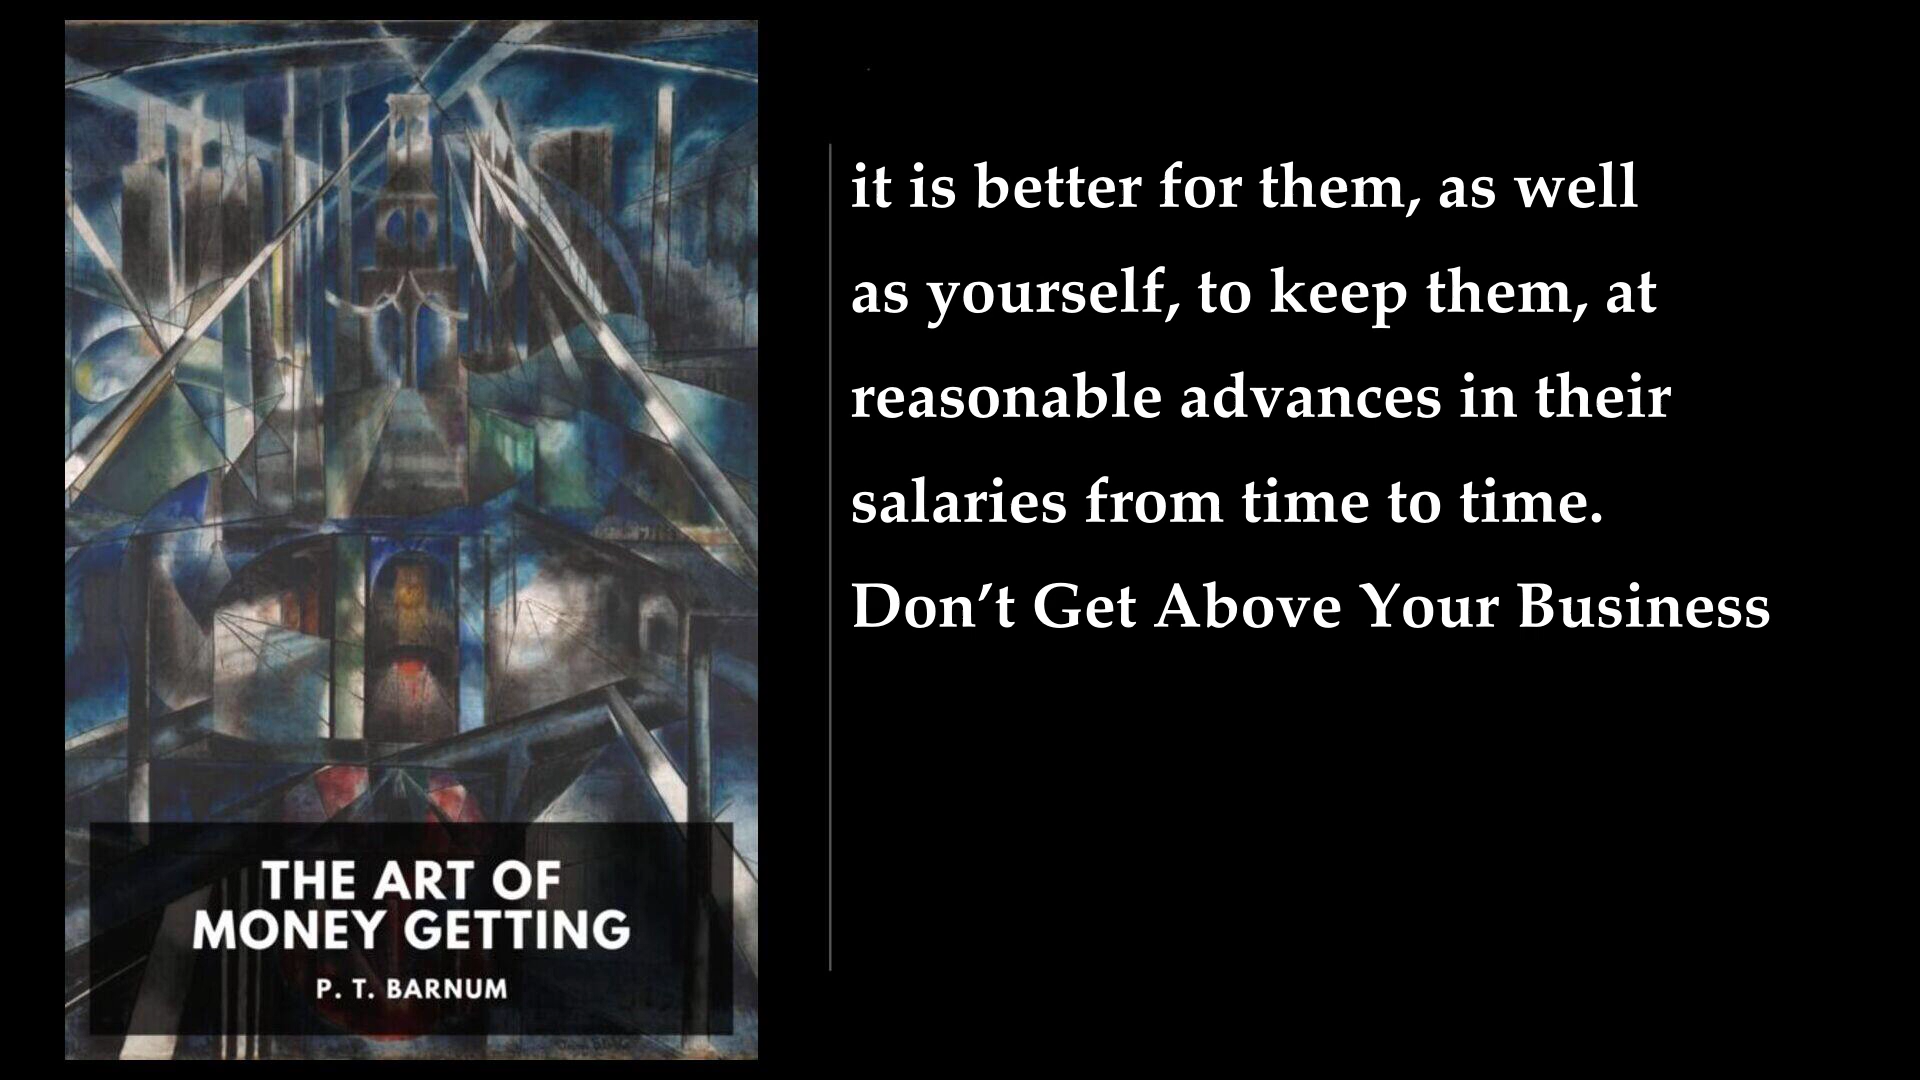 it is better for them, as well
as yourself, to keep them, at
reasonable advances in their
salaries from time to time.
Don’t Get Above Your Business
THE ART OF
MONEY GETTING
P. T. BARNUM